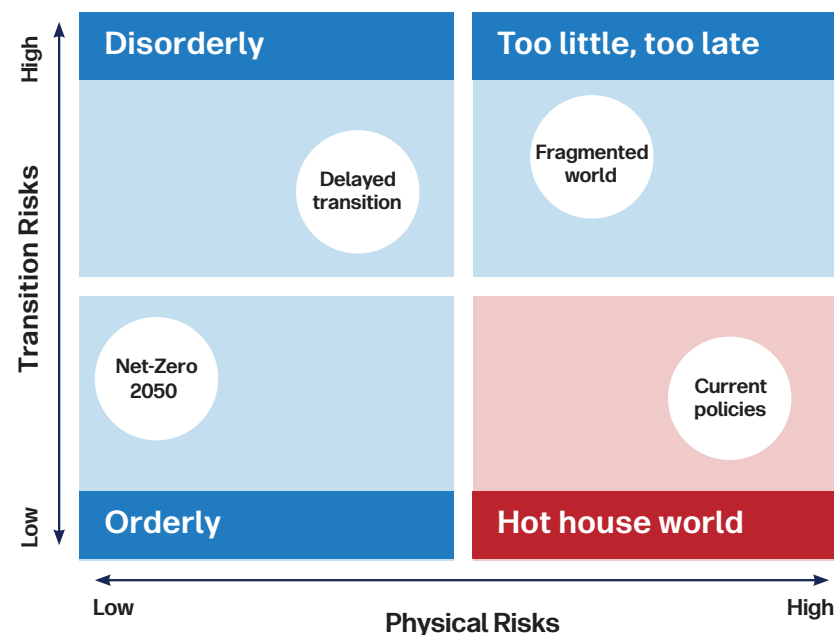 Disorderly
Too little, too late
High
Transition Risks
Low
Delayed
transition
Fragmented
world
Net-Zero
2050
Current
policies
Orderly
Hot house world
Low
Physical Risks
High